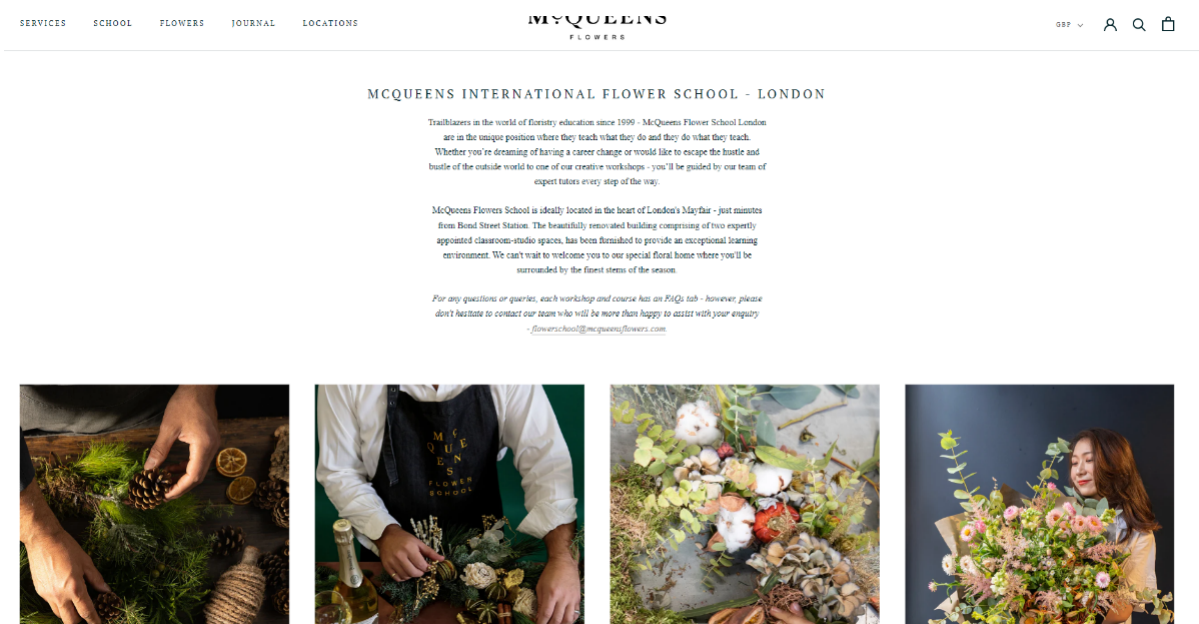 SERVICES SCHOOL FLOWERS JOURNAL LOCATIONS
McQUEENS
FLOWERS
GBP
MCQUEENS INTERNATIONAL FLOWER SCHOOL - LONDON
Trailblazers in the world of floristry education since 1999 - McQueens Flower School London
are in the unique position where they teach what they do and they do what they teach.
Whether you're dreaming of having a career change or would like to escape the hustle and
bustle of the outside world to one of our creative workshops - you'll be guided by our team of
expert tutors every step of the way.
McQueens Flowers School is ideally located in the heart of London's Mayfair - just minutes
from Bond Street Station. The beautifully renovated building comprising of two expertly
appointed classroom-studio spaces, has been furnished to provide an exceptional learning
environment. We can't wait to welcome you to our special floral home where you'll be
surrounded by the finest stems of the season.
For any questions or queries, each workshop and course has an FAQs tab - however, please
don't hesitate to contact our team who will be more than happy to assist with your enquiry
- flowerschool@mcqueensflowers.com
M c
Q U E
E N
S
FLOWER
SCHOOL